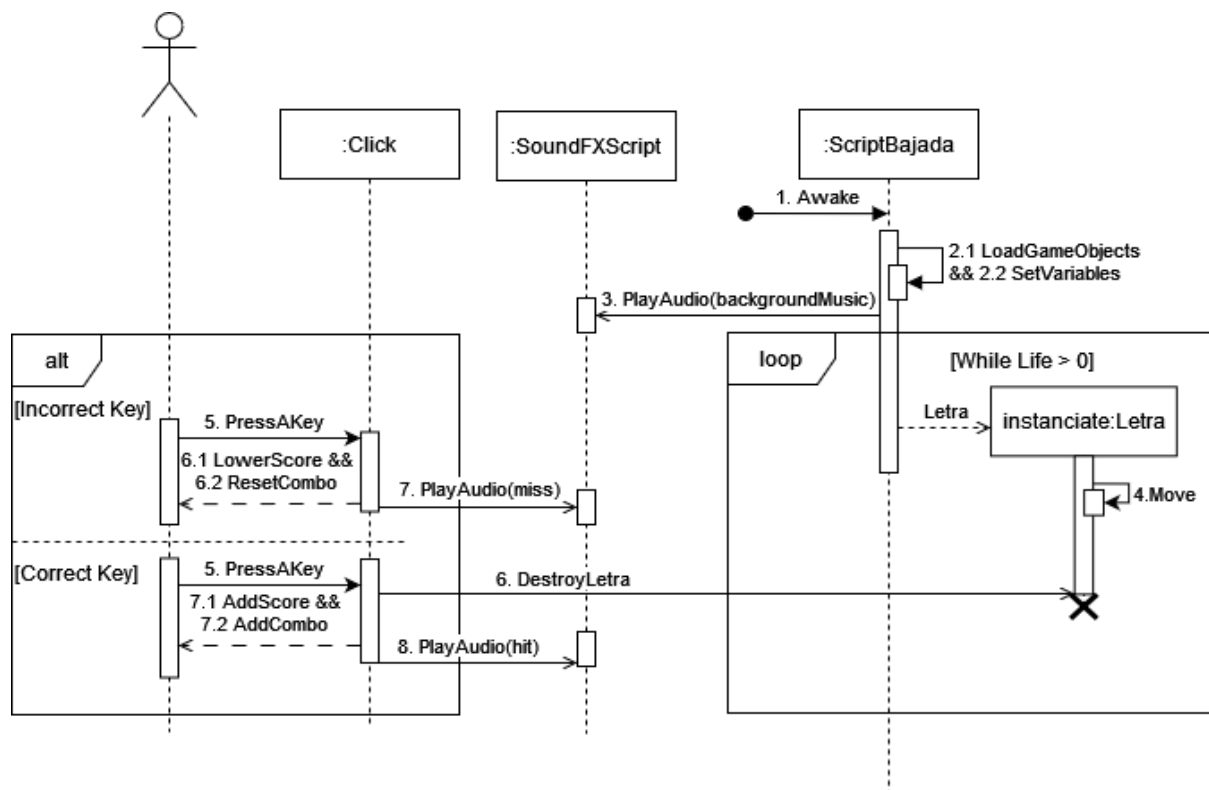 :Click
:SoundFXScript
:ScriptBajada
1. Awake
2.1 LoadGameObjects
&& 2.2 SetVariables
3. PlayAudio(backgroundMusic)
alt
loop
[While Life > 0]
[Incorrect Key]
5. PressAKey
Letra
instanciate:Letra
6.1 LowerScore &&
6.2 ResetCombo
7. PlayAudio(miss)
4.Move
[Correct Key]
5. PressAKey
6. DestroyLetra
7.1 AddScore &&
7.2 AddCombo
8. PlayAudio(hit)